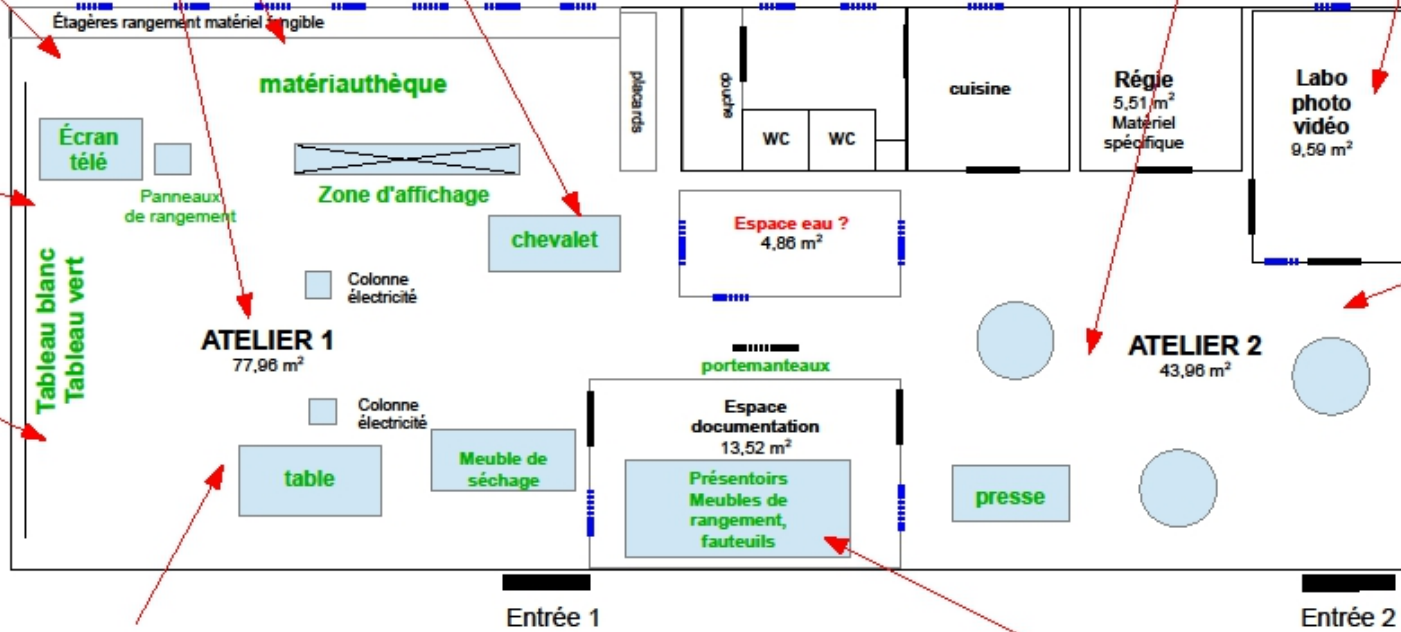 Étagères rangement matériel fongible
matériauthèque
placards
douche
WC
WC
cuisine
Régie
5,51 m²
Matériel
spécifique
Labo
photo
vidéo
9,59 m²
Écran
télé
Panneaux
de rangement
Zone d'affichage
chevalet
Espace eau ?
4,86 m²
Tableau blanc
Tableau vert
Colonne
électricité
ATELIER 1
77,96 m²
portemanteaux
ATELIER 2
43,96 m²
Colonne
électricité
Espace
documentation
13,52 m²
table
Meuble de
séchage
Présentoirs
Meubles de
rangement,
fauteuils
presse
Entrée 1
Entrée 2